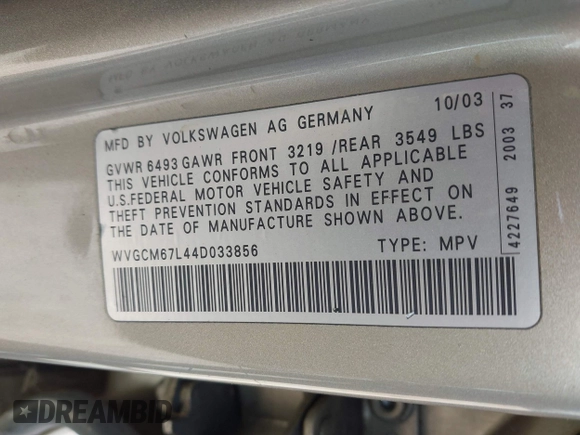 MFD BY VOLKSWAGEN AG GERMANY 10/03
GVWR 6493 GAWR FRONT 3219 /REAR 3549 LBS
THIS VEHICLE CONFORMS TO ALL APPLICABLE
U.S.FEDERAL MOTOR VEHICLE SAFETY AND
THEFT PREVENTION STANDARDS IN EFFECT ON
THE DATE OF MANUFACTURE SHOWN ABOVE.
WVGCM67L44D033856 TYPE: MPV
4227649 2003 37
DREAMBID